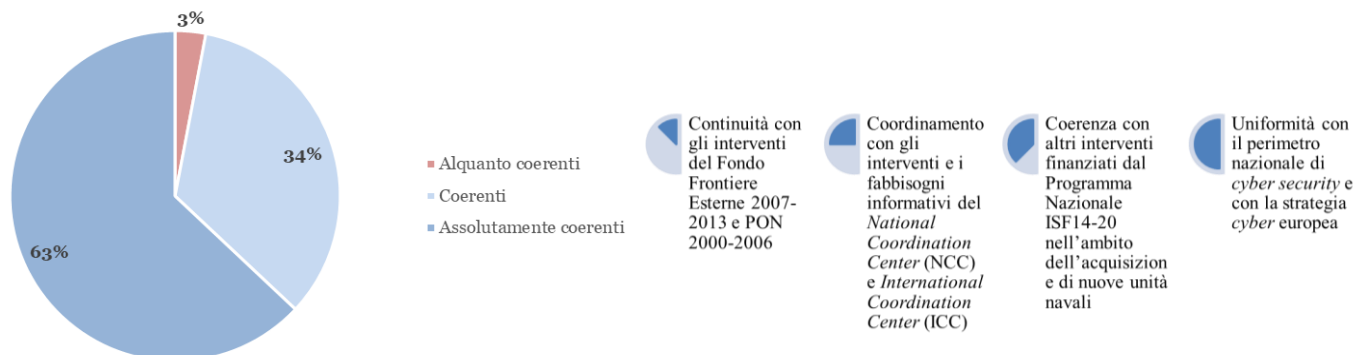 3%
34%
63%
Alquanto coerenti
Coerenti
Assolutamente coerenti
Continuità con
gli interventi
del Fondo
Frontiere
Esterne 2007-
2013 e PON
2000-2006
Coordinamento
con gli
interventi e i
fabbisogni
informativi del
National
Coordination
Center (NCC)
e International
Coordination
Center (ICC)
Coerenza con
altri interventi
finanziati dal
Programma
Nazionale
ISF14-20
nell’ambito
dell’acquisizion
e di nuove unità
navali
Uniformità con
il perimetro
nazionale di
cyber security e
con la strategia
cyber europea